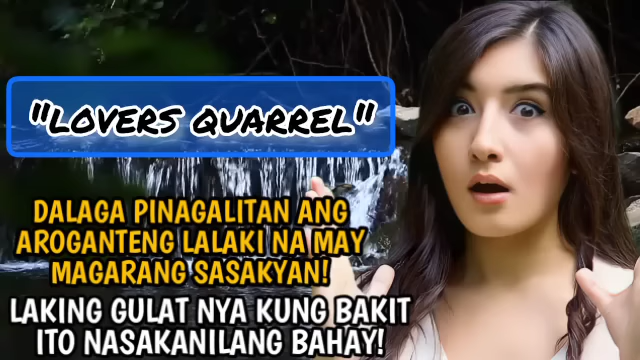 "LOVERS QUARREL"
DALAGA PINAGALITAN ANG
AROGANTENG LALAKI NA MAY
MAGARANG SASAKYAN!
LAKING GULAT NYA KUNG BAKIT
ITO NASAKANILANG BAHAY!